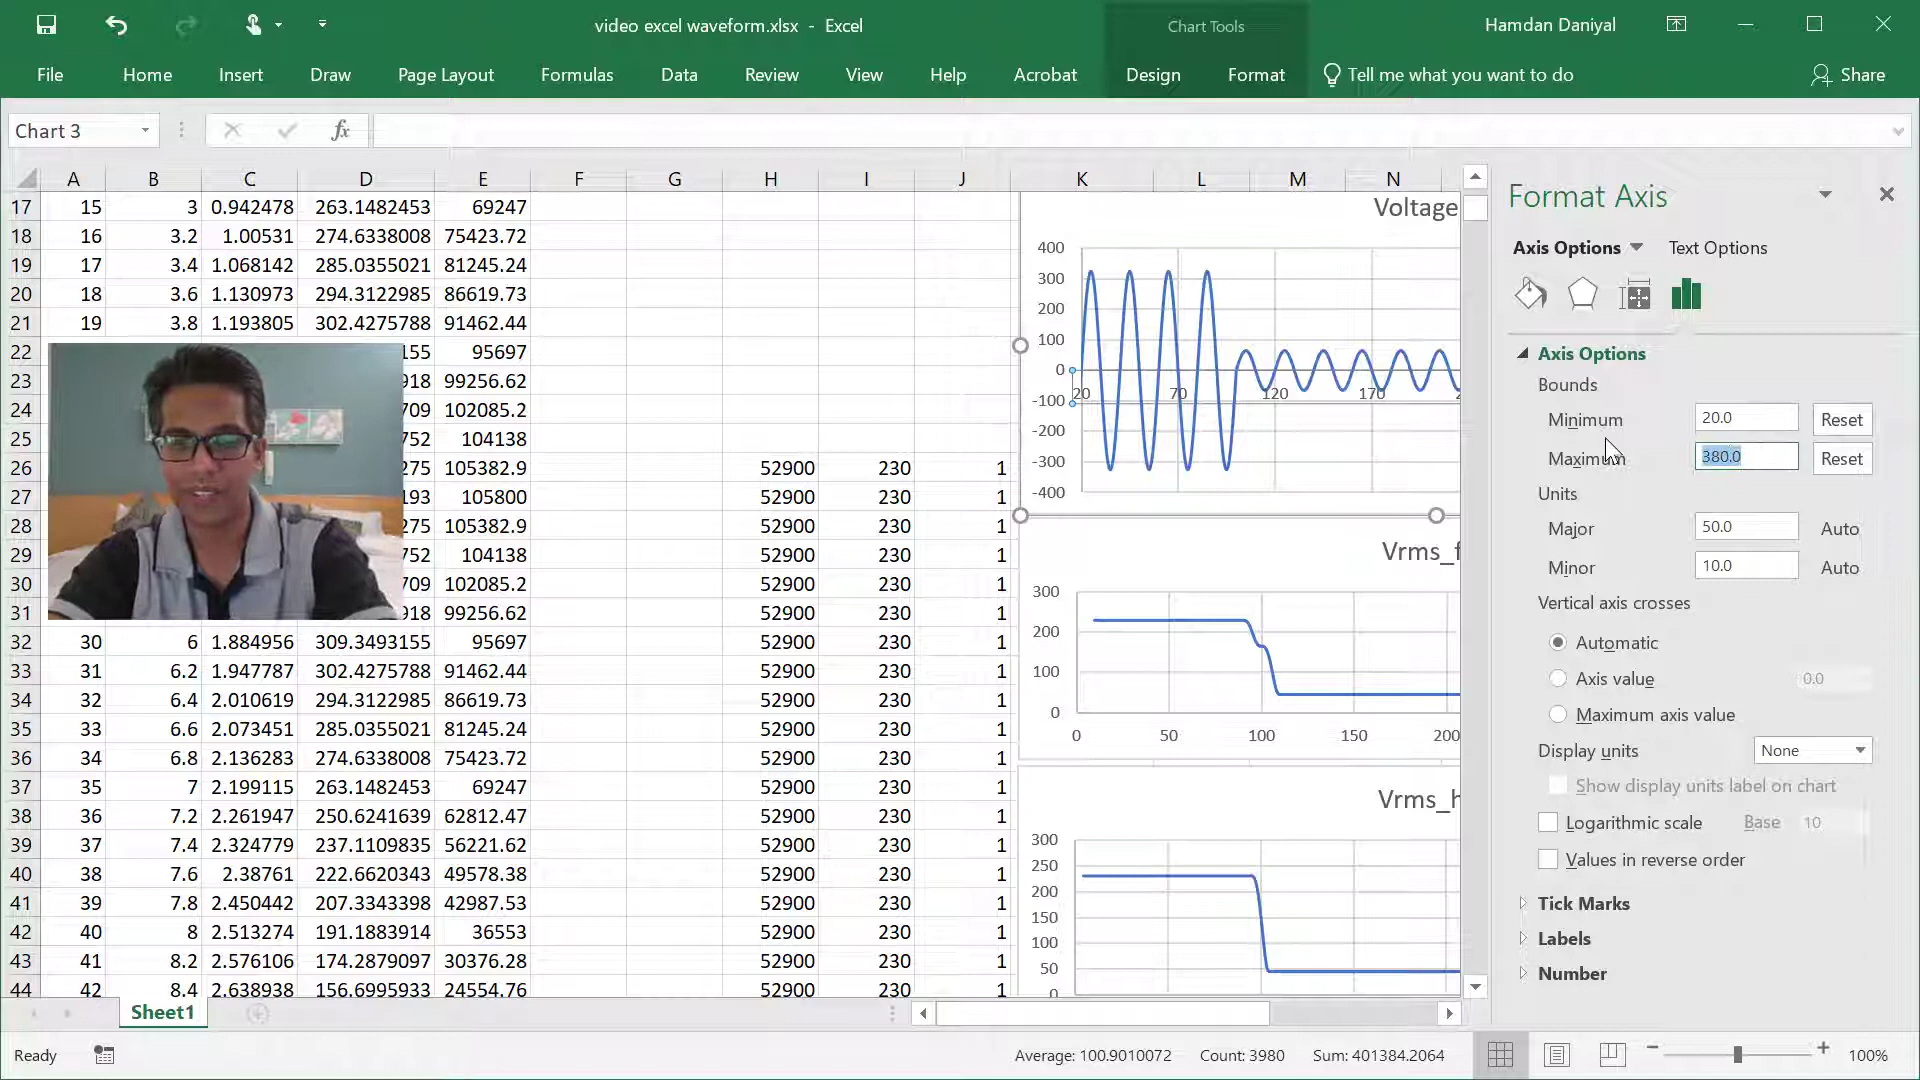 video excel waveform.xlsx - Excel
Chart Tools
Hamdan Daniyal
File Home Insert Draw Page Layout Formulas Data Review View Help Acrobat Design Format Tell me what you want to do Share
Chart 3 fx
A B C D E F G H I J K L M N
17 15 3 0.942478 263.1482453 69247
18 16 3.2 1.00531 274.6338008 75423.72
19 17 3.4 1.068142 285.0355021 81245.24
20 18 3.6 1.130973 294.3122985 86619.73
21 19 3.8 1.193805 302.4275788 91462.44
22 155 95697
23 918 99256.62
24 709 102085.2
25 752 104138
26 275 105382.9 52900 230 1
27 193 105800 52900 230 1
28 275 105382.9 52900 230 1
29 752 104138 52900 230 1
30 709 102085.2 52900 230 1
31 918 99256.62 52900 230 1
32 30 6 1.884956 309.3493155 95697 52900 230 1
33 31 6.2 1.947787 302.4275788 91462.44 52900 230 1
34 32 6.4 2.010619 294.3122985 86619.73 52900 230 1
35 33 6.6 2.073451 285.0355021 81245.24 52900 230 1
36 34 6.8 2.136283 274.6338008 75423.72 52900 230 1
37 35 7 2.199115 263.1482453 69247 52900 230 1
38 36 7.2 2.261947 250.6241639 62812.47 52900 230 1
39 37 7.4 2.324779 237.1109835 56221.62 52900 230 1
40 38 7.6 2.38761 222.6620343 49578.38 52900 230 1
41 39 7.8 2.450442 207.3343398 42987.53 52900 230 1
42 40 8 2.513274 191.1883914 36553 52900 230 1
43 41 8.2 2.576106 174.2879097 30376.28 52900 230 1
44 42 8.4 2.638938 156.6995933 24554.76 52900 230 1
Voltage
400
300
200
100
0
-100
-200
-300
-400
20 70 120 170 2
Vrms_f
300
200
100
0
0 50 100 150 200
Vrms_h
300
250
200
150
100
50
0
Format Axis
Axis Options Text Options
Axis Options
Bounds
Minimum 20.0 Reset
Maximum 380.0 Reset
Units
Major 50.0 Auto
Minor 10.0 Auto
Vertical axis crosses
Automatic
Axis value 0.0
Maximum axis value
Display units None
Show display units label on chart
Logarithmic scale Base 10
Values in reverse order
Tick Marks
Labels
Number
Sheet1
Ready Average: 100.9010072 Count: 3980 Sum: 401384.2064 100%